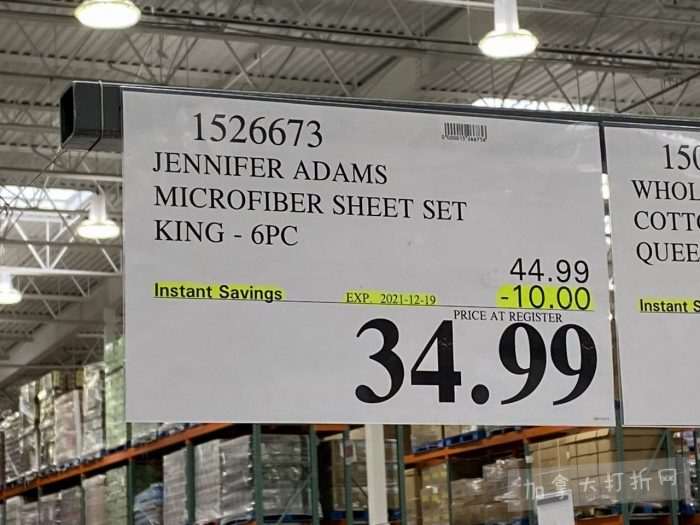 1526673
JENNIFER ADAMS
MICROFIBER SHEET SET
KING - 6PC
44.99
Instant Savings EXP. 2021-12-19 -10.00
PRICE AT REGISTER
34.99
150
WHOL
COTT
QUEE
Instant S
加拿大打折网